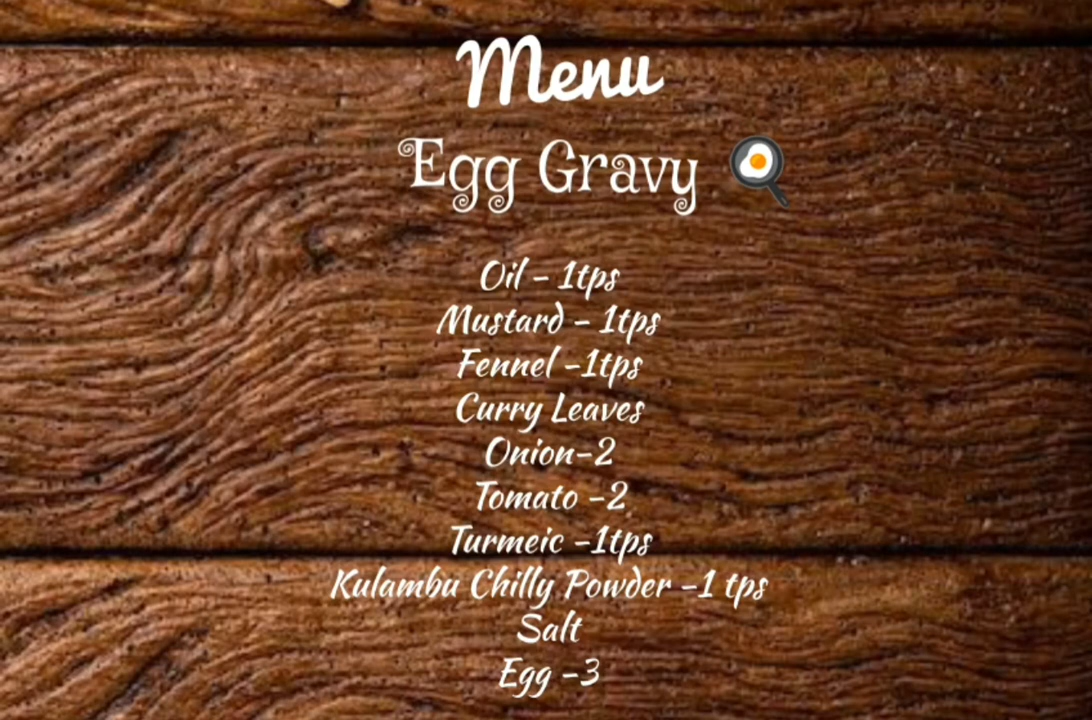 Menu
Egg Gravy 🍳
Oil - 1tps
Mustard - 1tps
Fennel -1tps
Curry Leaves
Onion-2
Tomato -2
Turmeic -1tps
Kulambu Chilly Powder -1 tps
Salt
Egg -3